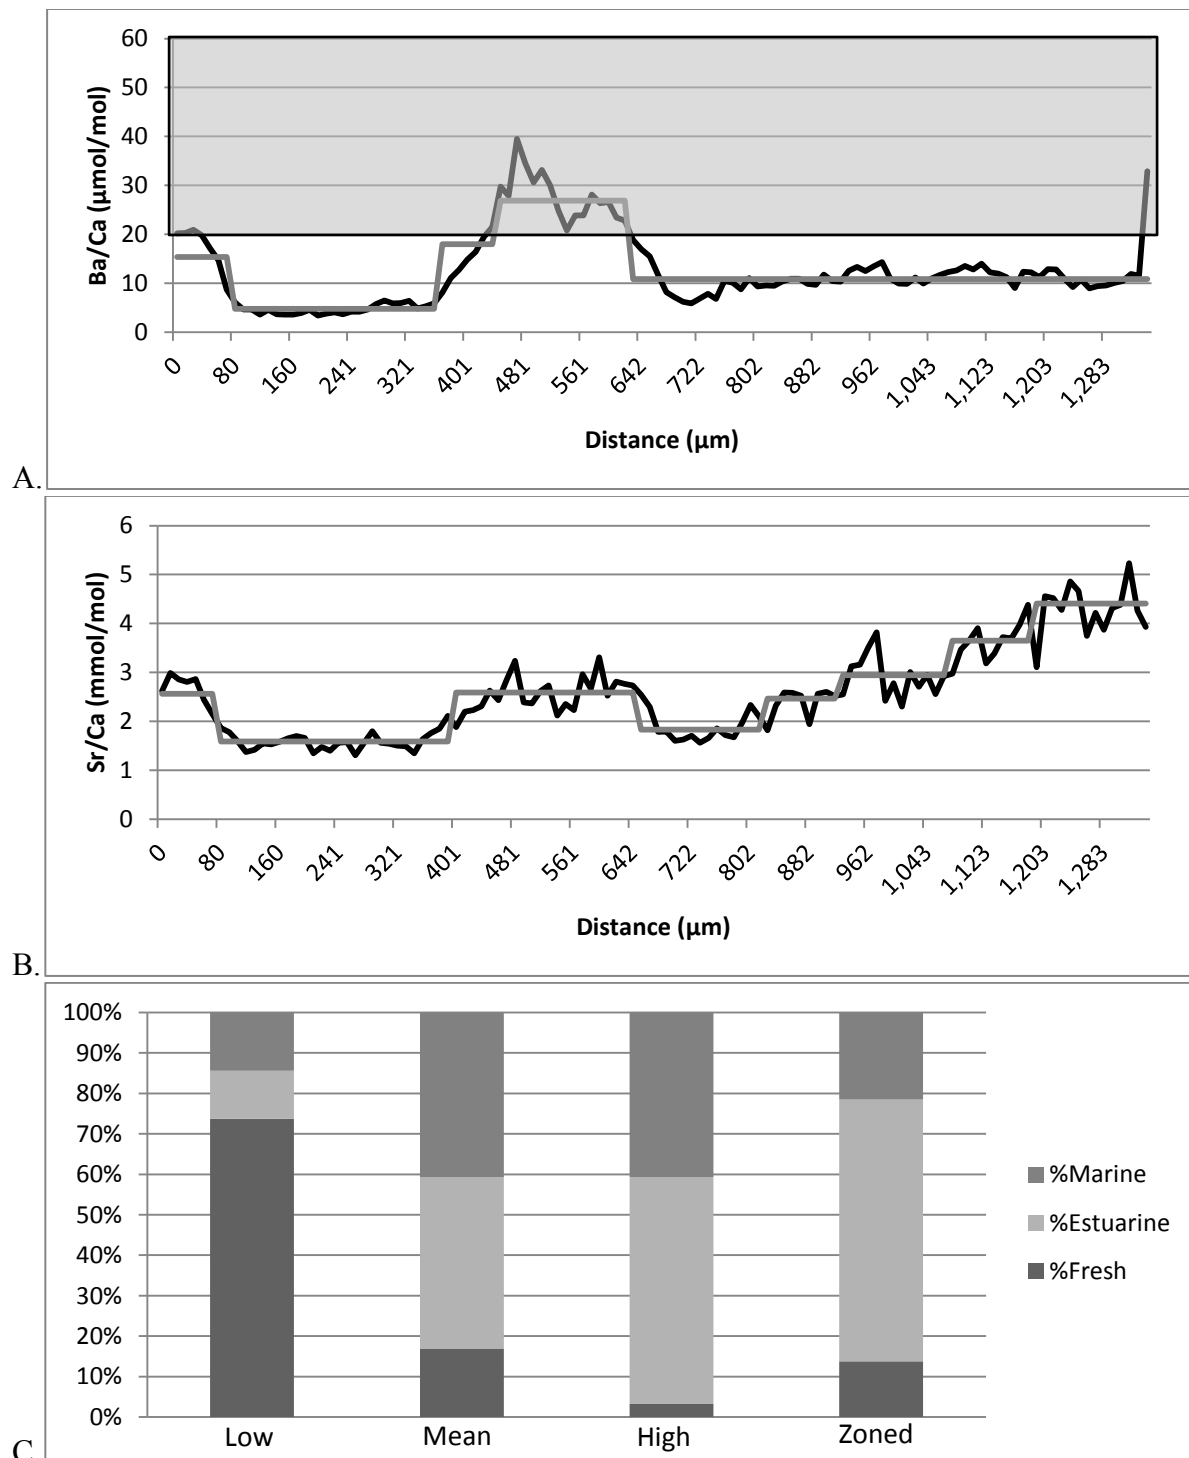 60
50
40
30
20
10
0
Ba/Ca (µmol/mol)
0 80 160 241 321 401 481 561 642 722 802 882 962 1,043 1,123 1,203 1,283
Distance (µm)
A.
6
5
4
3
2
1
0
Sr/Ca (mmol/mol)
0 80 160 241 321 401 481 561 642 722 802 882 962 1,043 1,123 1,203 1,283
Distance (µm)
B.
100%
90%
80%
70%
60%
50%
40%
30%
20%
10%
0%
Low Mean High Zoned
%Marine
%Estuarine
%Fresh
C